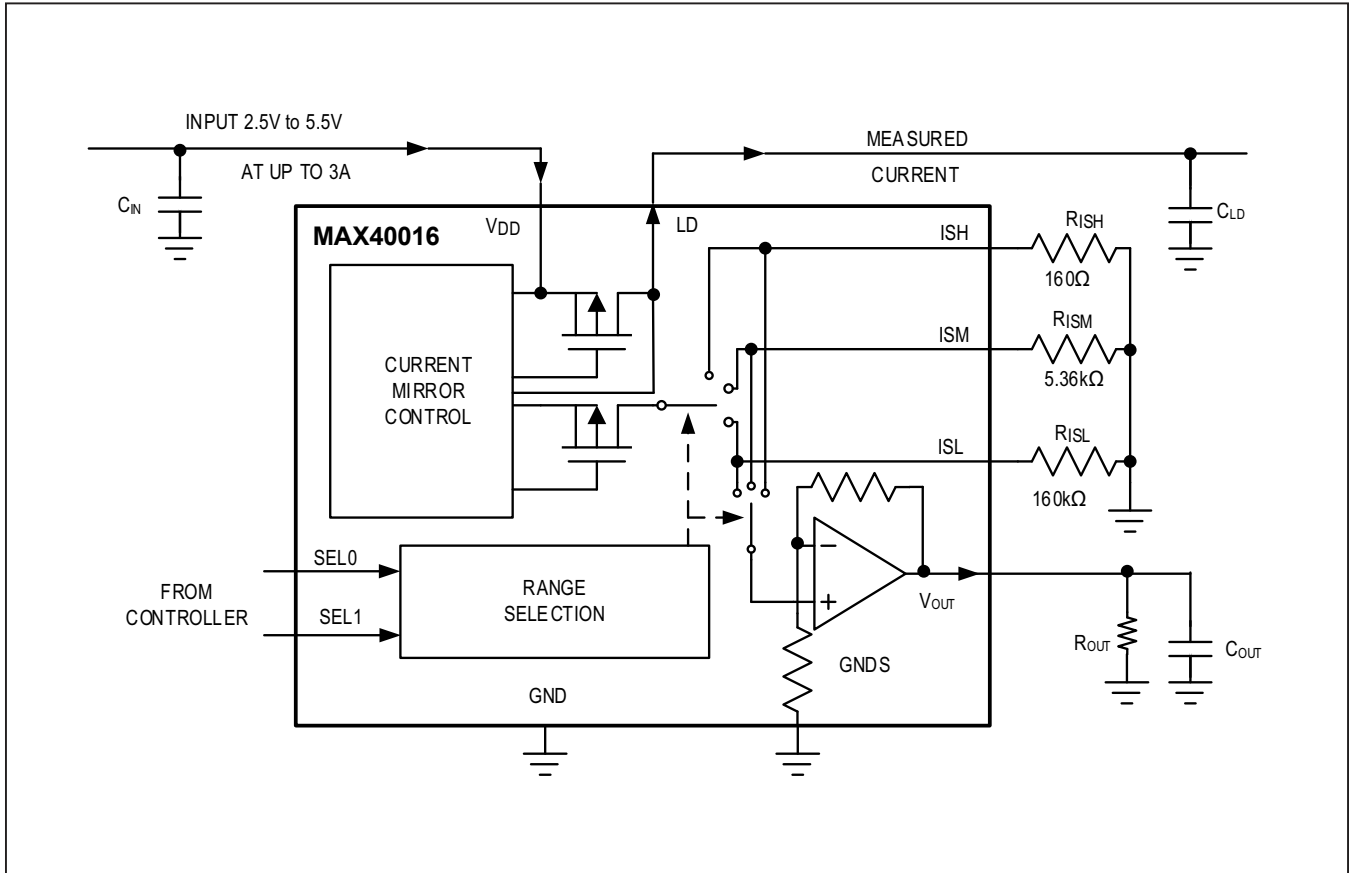 INPUT 2.5V to 5.5V
AT UP TO 3A
MEASURED
CURRENT
CIN
CLD
MAX40016
VDD
LD
ISH
RISH
160Ω
ISM
RISM
5.36kΩ
CURRENT
MIRROR
CONTROL
ISL
RISL
160kΩ
SEL0
FROM
CONTROLLER
SEL1
RANGE
SELECTION
−
+
VOUT
ROUT
COUT
GNDS
GND